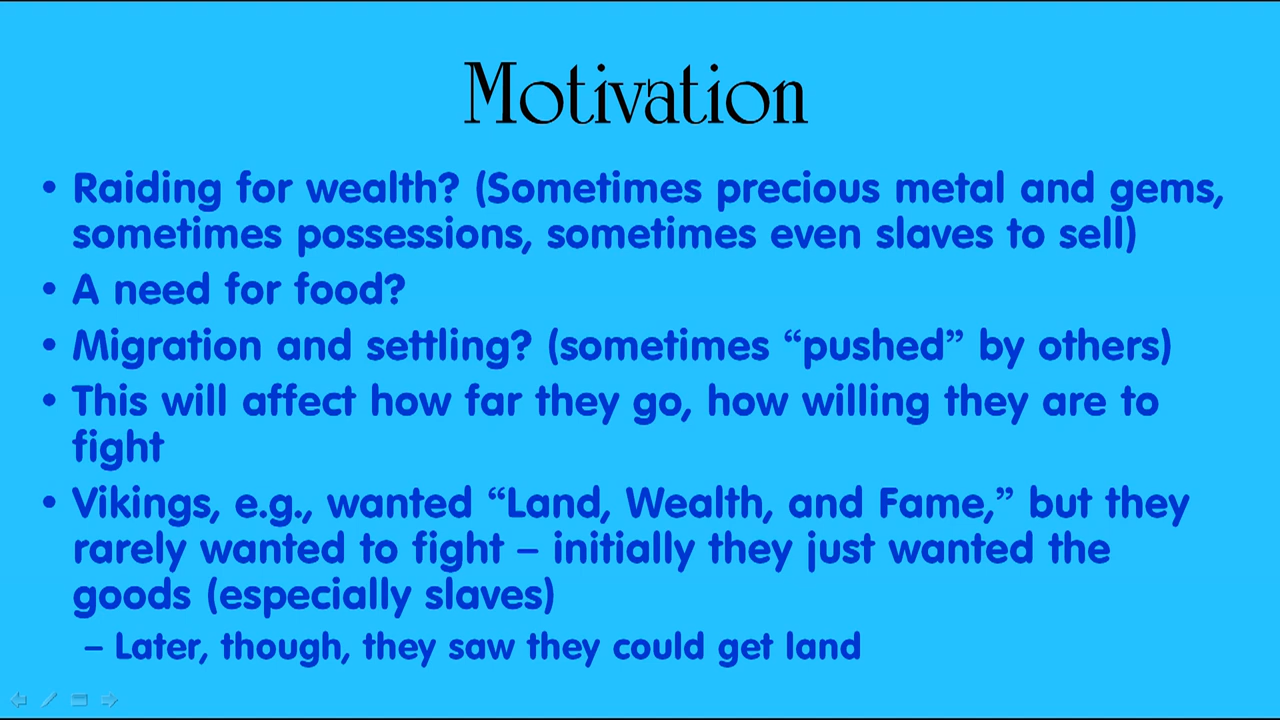 Motivation
• Raiding for wealth? (Sometimes precious metal and gems,
sometimes possessions, sometimes even slaves to sell)
• A need for food?
• Migration and settling? (sometimes “pushed” by others)
• This will affect how far they go, how willing they are to
fight
• Vikings, e.g., wanted “Land, Wealth, and Fame,” but they
rarely wanted to fight – initially they just wanted the
goods (especially slaves)
– Later, though, they saw they could get land